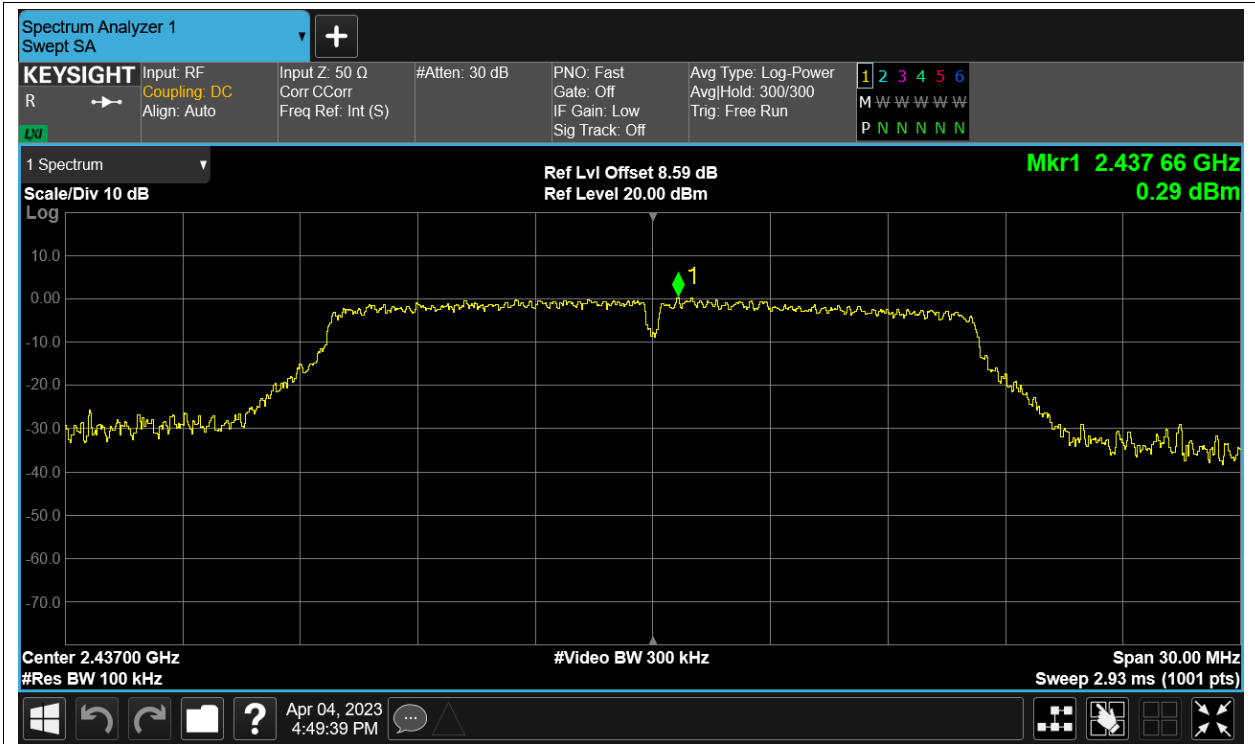 Spectrum Analyzer 1
Swept SA
+
KEYSIGHT
R
LXI
Input: RF
Coupling: DC
Align: Auto
Input Z: 50 Ω
Corr CCorr
Freq Ref: Int (S)
#Atten: 30 dB
PNO: Fast
Gate: Off
IF Gain: Low
Sig Track: Off
Avg Type: Log-Power
Avg|Hold: 300/300
Trig: Free Run
1 2 3 4 5 6
M W W W W W
P N N N N N
1 Spectrum
Scale/Div 10 dB
Log
Ref Lvl Offset 8.59 dB
Ref Level 20.00 dBm
Mkr1 2.437 66 GHz
0.29 dBm
1
10.0
0.00
-10.0
-20.0
-30.0
-40.0
-50.0
-60.0
-70.0
Center 2.43700 GHz
#Video BW 300 kHz
Span 30.00 MHz
#Res BW 100 kHz
Sweep 2.93 ms (1001 pts)
?
Apr 04, 2023
4:49:39 PM